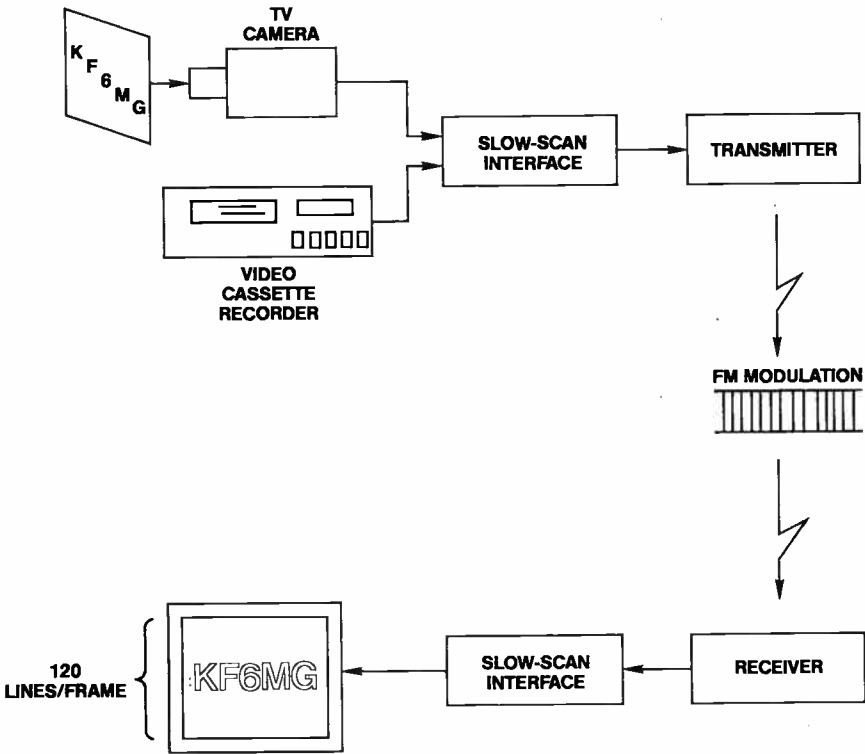 TV
CAMERA
K
F
6
M
G
SLOW-SCAN
INTERFACE
TRANSMITTER
VIDEO
CASSETTE
RECORDER
FM MODULATION
120
LINES/FRAME
KF6MG
SLOW-SCAN
INTERFACE
RECEIVER